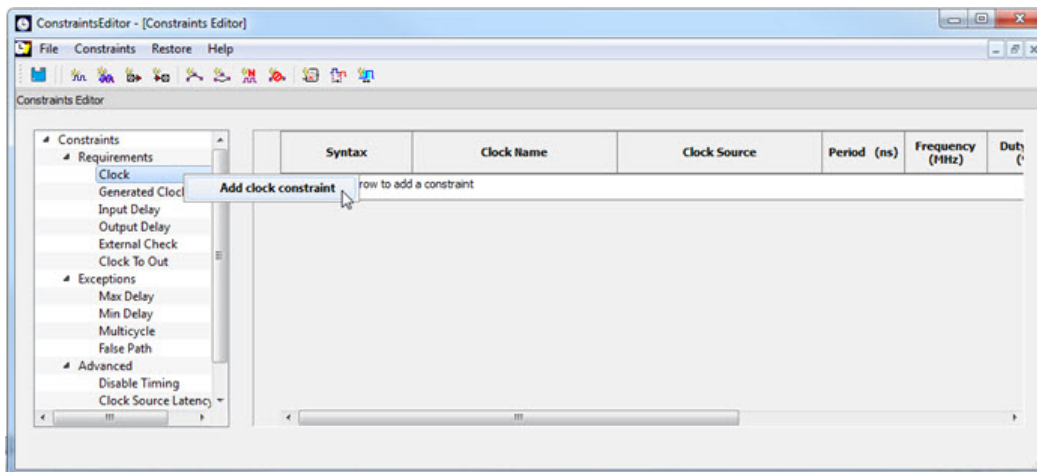 ConstraintsEditor - [Constraints Editor]
File Constraints Restore Help
Constraints Editor
Constraints
Requirements
Clock
Generated Cloc
Input Delay
Output Delay
External Check
Clock To Out
Exceptions
Max Delay
Min Delay
Multicycle
False Path
Advanced
Disable Timing
Clock Source Latency
Add clock constraint
Syntax Clock Name Clock Source Period (ns) Frequency (MHz) Duty (
row to add a constraint